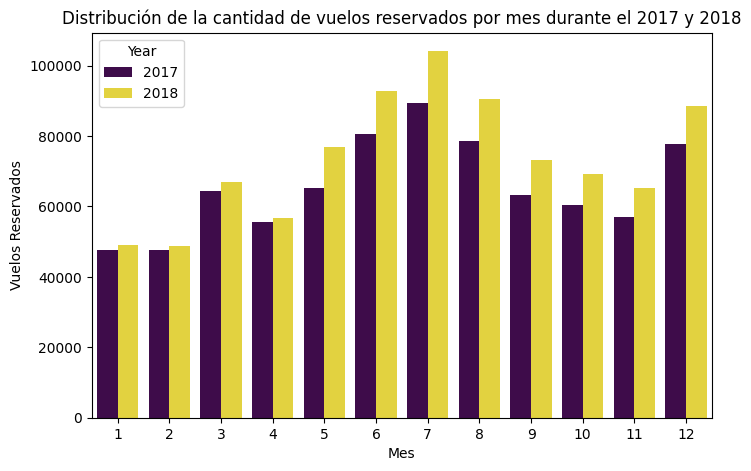 Distribución de la cantidad de vuelos reservados por mes durante el 2017 y 2018
Year
2017
2018
Vuelos Reservados
100000
80000
60000
40000
20000
0
1 2 3 4 5 6 7 8 9 10 11 12
Mes